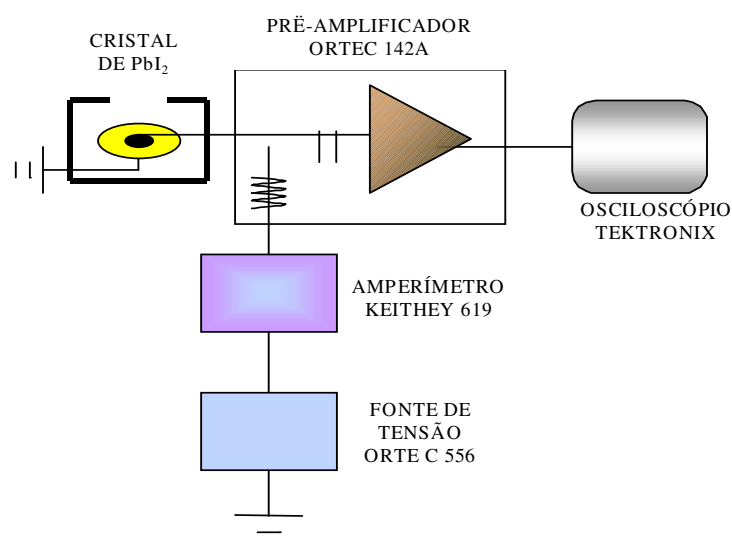 CRISTAL
DE PbI₂
PRË-AMPLIFICADOR
ORTEC 142A
OSCILOSCÓPIO
TEKTRONIX
AMPERÍMETRO
KEITHEY 619
FONTE DE
TENSÃO
ORTE C 556